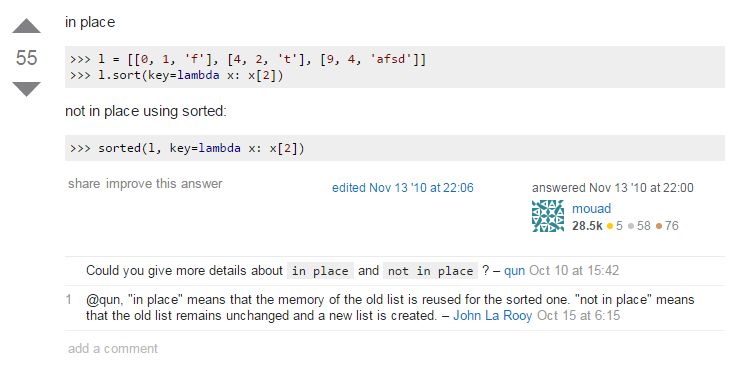 in place
55
>>> l = [[0, 1, 'f'], [4, 2, 't'], [9, 4, 'afsd']]
>>> l.sort(key=lambda x: x[2])
not in place using sorted:
>>> sorted(l, key=lambda x: x[2])
share improve this answer
edited Nov 13 '10 at 22:06
answered Nov 13 '10 at 22:00
mouad
28.5k ● 5 ● 58 ● 76
Could you give more details about in place and not in place ? – qun Oct 10 at 15:42
1 @qun, "in place" means that the memory of the old list is reused for the sorted one. "not in place" means
that the old list remains unchanged and a new list is created. – John La Rooy Oct 15 at 6:15
add a comment